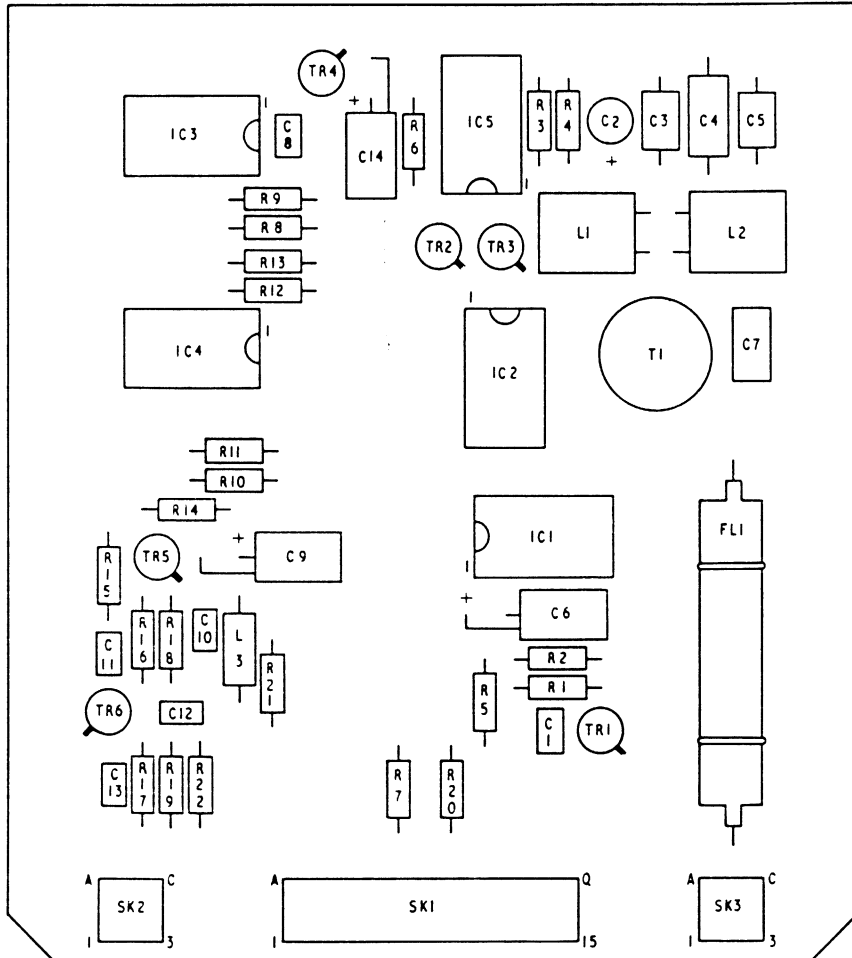 TR4
+
1
1
IC3
C8
C14
R6
IC5
R3
R4
C2
+
C3
C4
C5
R9
R8
R13
R12
TR2
TR3
L1
L2
1
1
IC4
IC2
T1
C7
R11
R10
R14
IC1
1
FL1
R15
TR5
+
C9
+
C6
R16
R18
C10
L3
R21
C11
R2
R1
R5
TR6
C12
C1
TR1
C13
R17
R19
R22
R7
R20
A C
SK2
1 3
A Q
SK1
1 15
A C
SK3
1 3